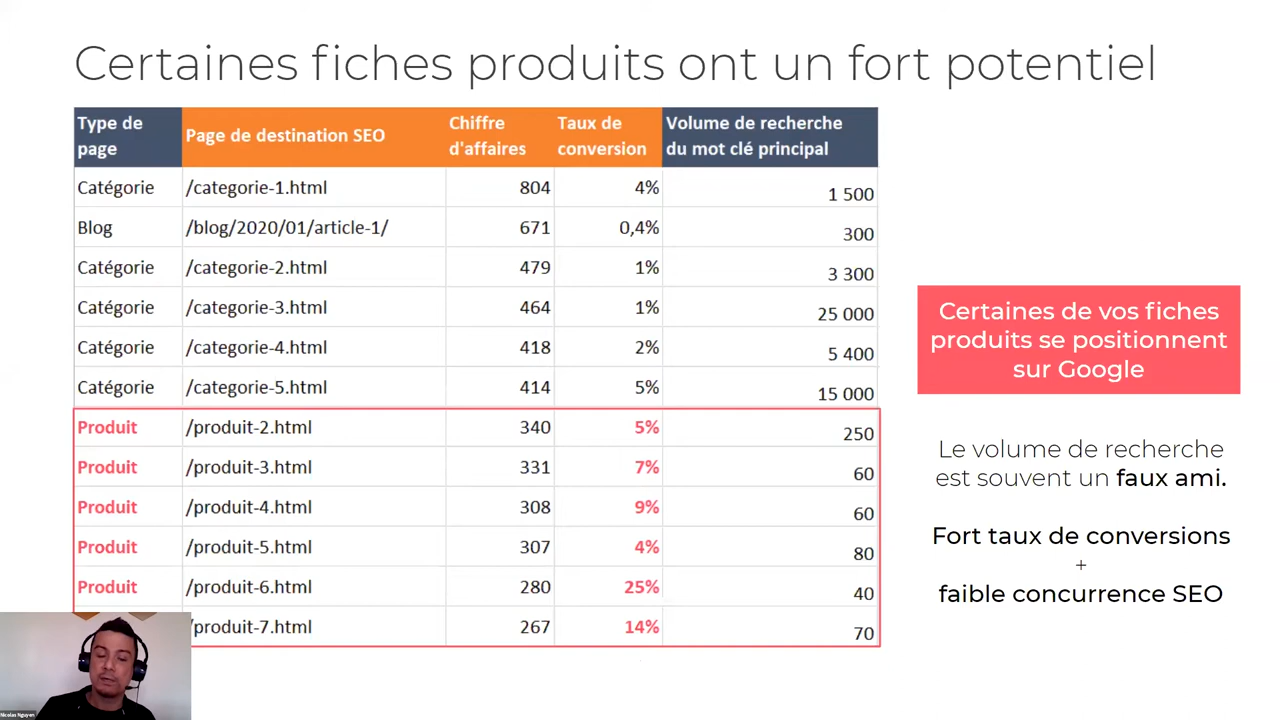 Certaines fiches produits ont un fort potentiel
Type de page Page de destination SEO Chiffre d'affaires Taux de conversion Volume de recherche du mot clé principal
Catégorie /categorie-1.html 804 4% 1 500
Blog /blog/2020/01/article-1/ 671 0,4% 300
Catégorie /categorie-2.html 479 1% 3 300
Catégorie /categorie-3.html 464 1% 25 000
Catégorie /categorie-4.html 418 2% 5 400
Catégorie /categorie-5.html 414 5% 15 000
Produit /produit-2.html 340 5% 250
Produit /produit-3.html 331 7% 60
Produit /produit-4.html 308 9% 60
Produit /produit-5.html 307 4% 80
Produit /produit-6.html 280 25% 40
/produit-7.html 267 14% 70
Certaines de vos fiches
produits se positionnent
sur Google
Le volume de recherche
est souvent un faux ami.
Fort taux de conversions
+
faible concurrence SEO
Nicolas Nguyen